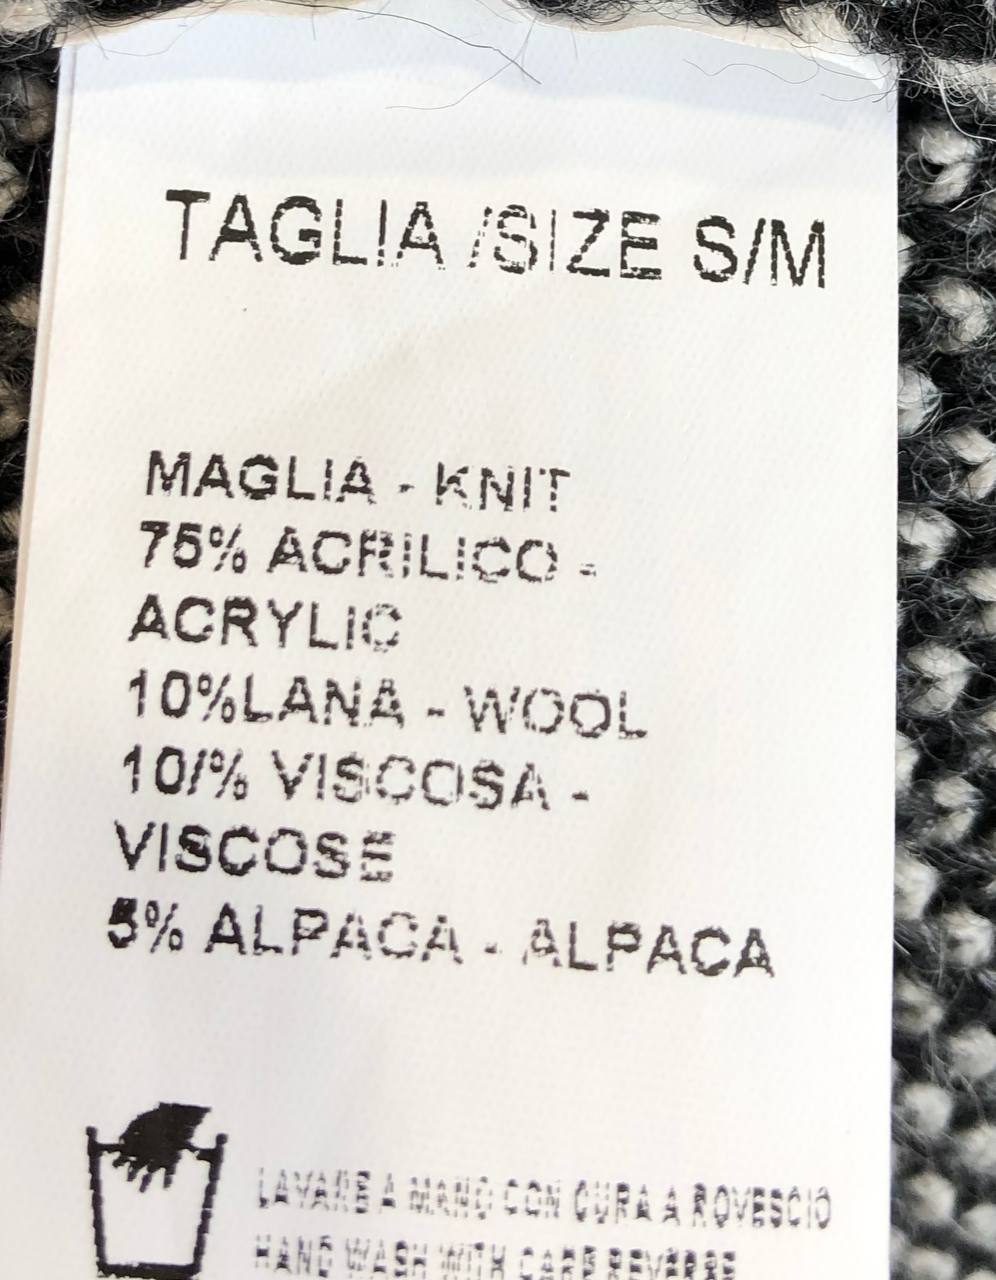 TAGLIA /SIZE S/M
MAGLIA - KNIT
75% ACRILICO -
ACRYLIC
10%LANA - WOOL
10/% VISCOSA -
VISCOSE
5% ALPACA - ALPACA
LAVARE A MANO CON CURA A ROVESCIO
HAND WASH WITH CARE REVERRE